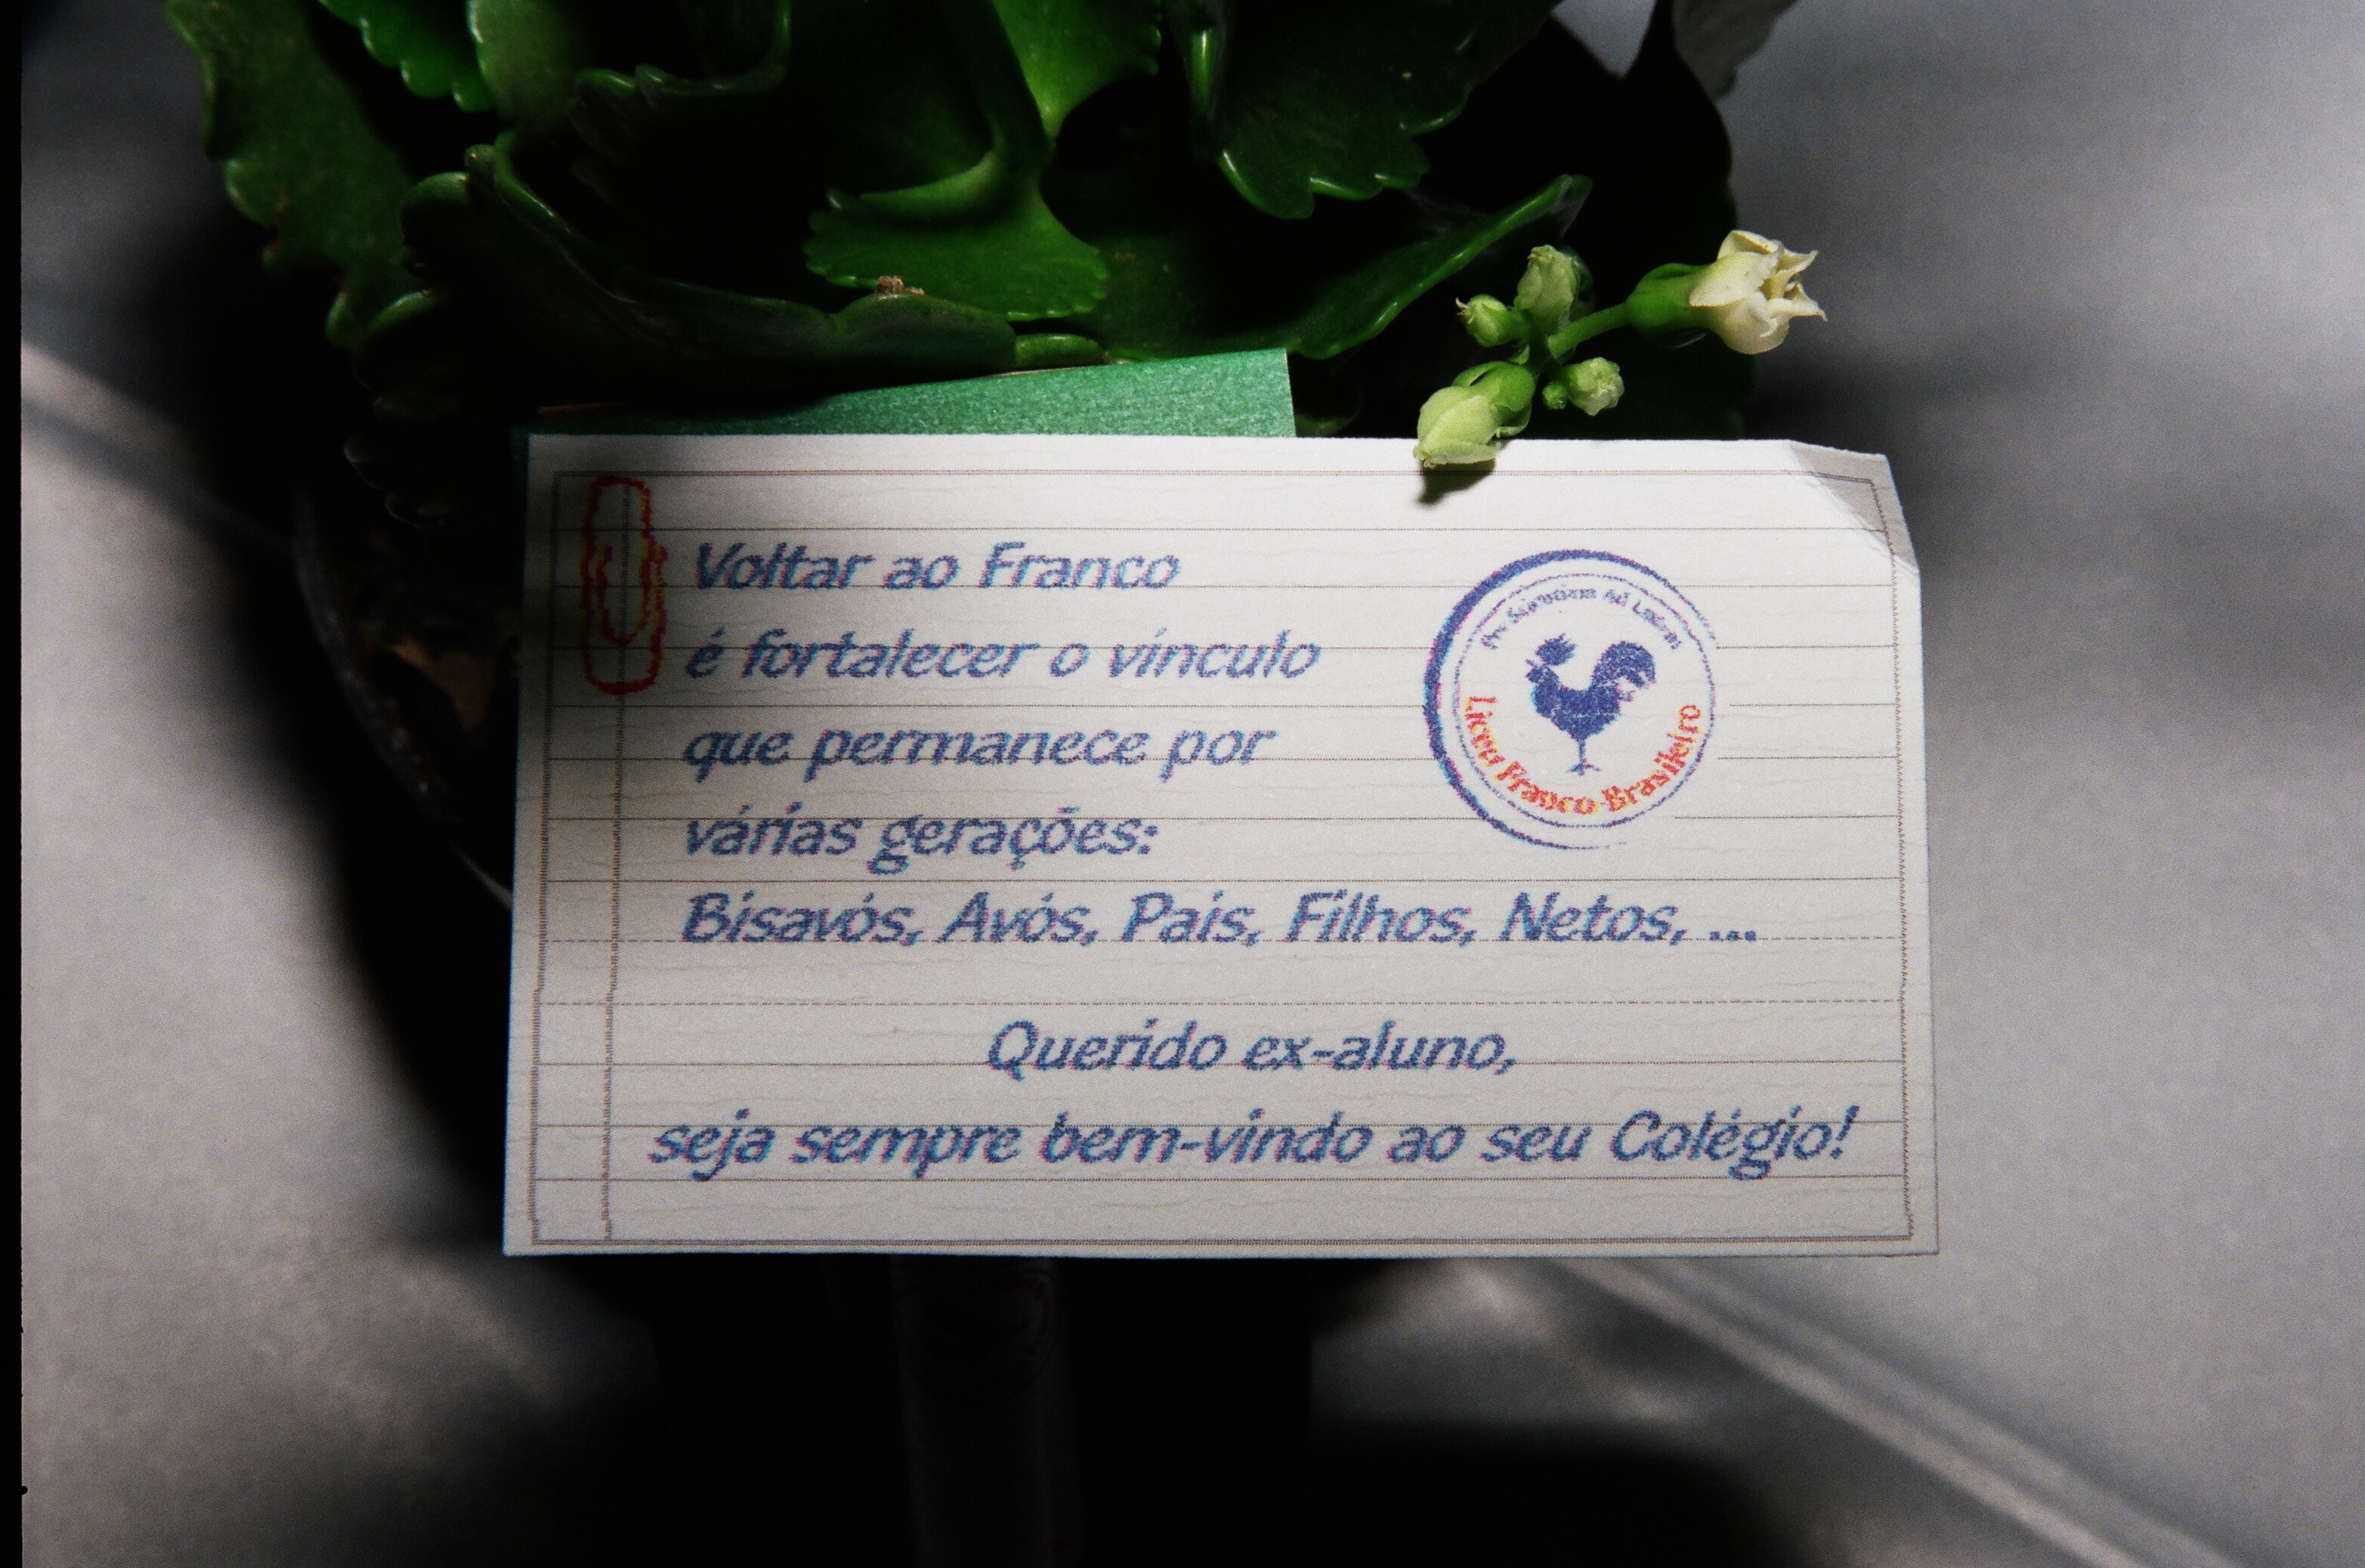 Voltar ao Franco
é fortalecer o vínculo
que permanece por
várias gerações:
Bisavós, Avós, Pais, Filhos, Netos, ...
Querido ex-aluno,
seja sempre bem-vindo ao seu Colégio!
Liceu Franco-Brasileiro